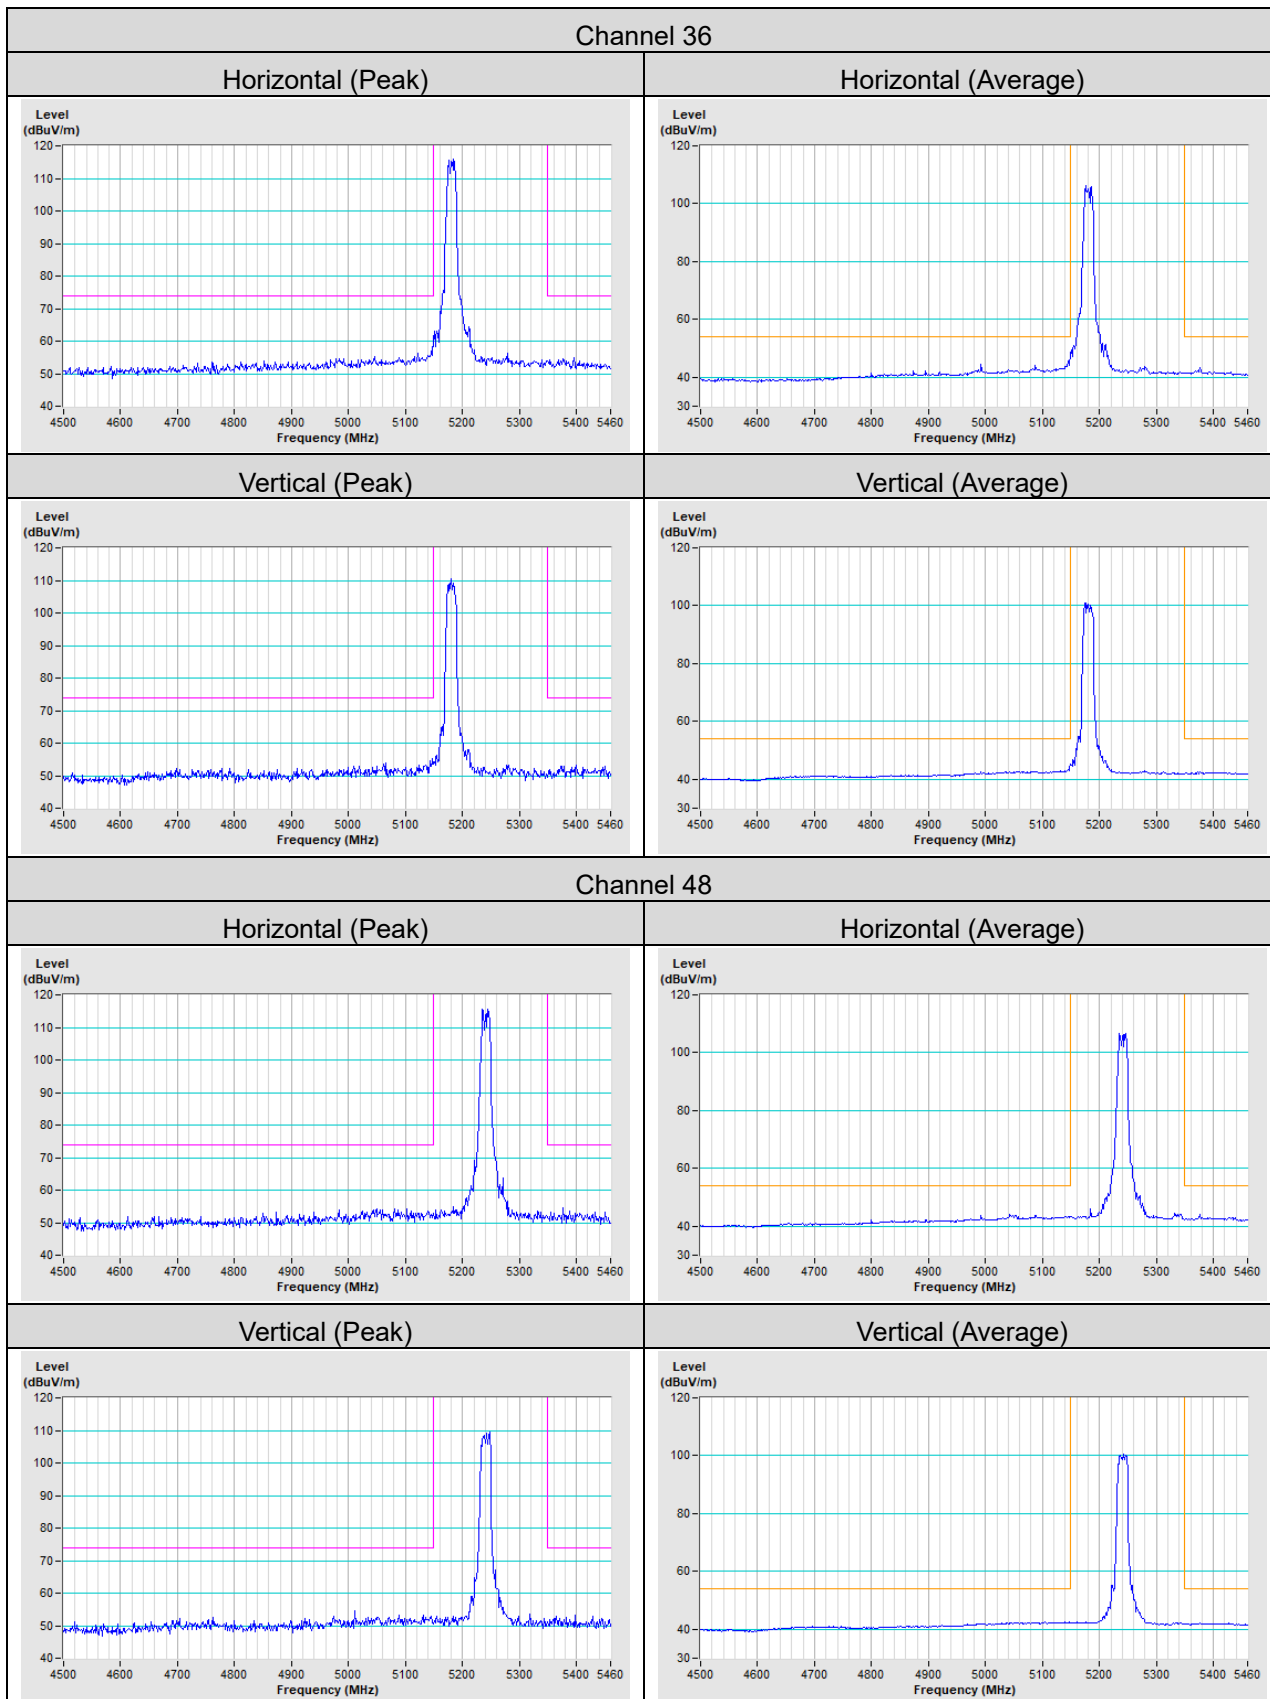 Channel 36
Horizontal (Peak) Horizontal (Average)
Level Level
(dBuV/m) (dBuV/m)
120 120
110
100 100
90
80 80
70
60 60
50
40 40
30
4500 4600 4700 4800 4900 5000 5100 5200 5300 5400 5460 4500 4600 4700 4800 4900 5000 5100 5200 5300 5400 5460
Frequency (MHz) Frequency (MHz)
Vertical (Peak) Vertical (Average)
Level Level
(dBuV/m) (dBuV/m)
120 120
110
100 100
90
80 80
70
60 60
50
40 40
30
4500 4600 4700 4800 4900 5000 5100 5200 5300 5400 5460 4500 4600 4700 4800 4900 5000 5100 5200 5300 5400 5460
Frequency (MHz) Frequency (MHz)
Channel 48
Horizontal (Peak) Horizontal (Average)
Level Level
(dBuV/m) (dBuV/m)
120 120
110
100 100
90
80 80
70
60 60
50
40 40
30
4500 4600 4700 4800 4900 5000 5100 5200 5300 5400 5460 4500 4600 4700 4800 4900 5000 5100 5200 5300 5400 5460
Frequency (MHz) Frequency (MHz)
Vertical (Peak) Vertical (Average)
Level Level
(dBuV/m) (dBuV/m)
120 120
110
100 100
90
80 80
70
60 60
50
40 40
30
4500 4600 4700 4800 4900 5000 5100 5200 5300 5400 5460 4500 4600 4700 4800 4900 5000 5100 5200 5300 5400 5460
Frequency (MHz) Frequency (MHz)